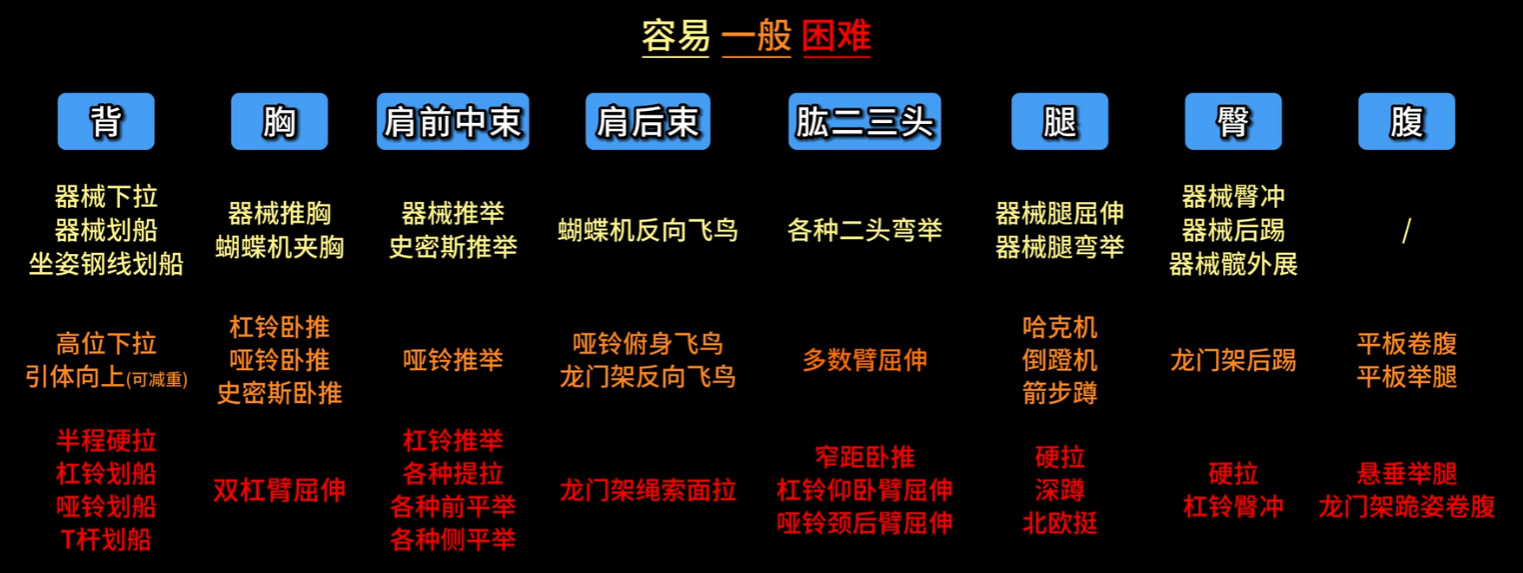 容易 一般 困难
背
胸
肩前中束
肩后束
肱二三头
腿
臀
腹
器械下拉
器械划船
坐姿钢线划船
器械推胸
蝴蝶机夹胸
器械推举
史密斯推举
蝴蝶机反向飞鸟
各种二头弯举
器械腿屈伸
器械腿弯举
器械臀冲
器械后踢
器械髋外展
/
高位下拉
引体向上(可减重)
杠铃卧推
哑铃卧推
史密斯卧推
哑铃推举
哑铃俯身飞鸟
龙门架反向飞鸟
多数臂屈伸
哈克机
倒蹬机
箭步蹲
龙门架后踢
平板卷腹
平板举腿
半程硬拉
杠铃划船
哑铃划船
T杆划船
双杠臂屈伸
杠铃推举
各种提拉
各种前平举
各种侧平举
龙门架绳索面拉
窄距卧推
杠铃仰卧臂屈伸
哑铃颈后臂屈伸
硬拉
深蹲
北欧挺
硬拉
杠铃臀冲
悬垂举腿
龙门架跪姿卷腹